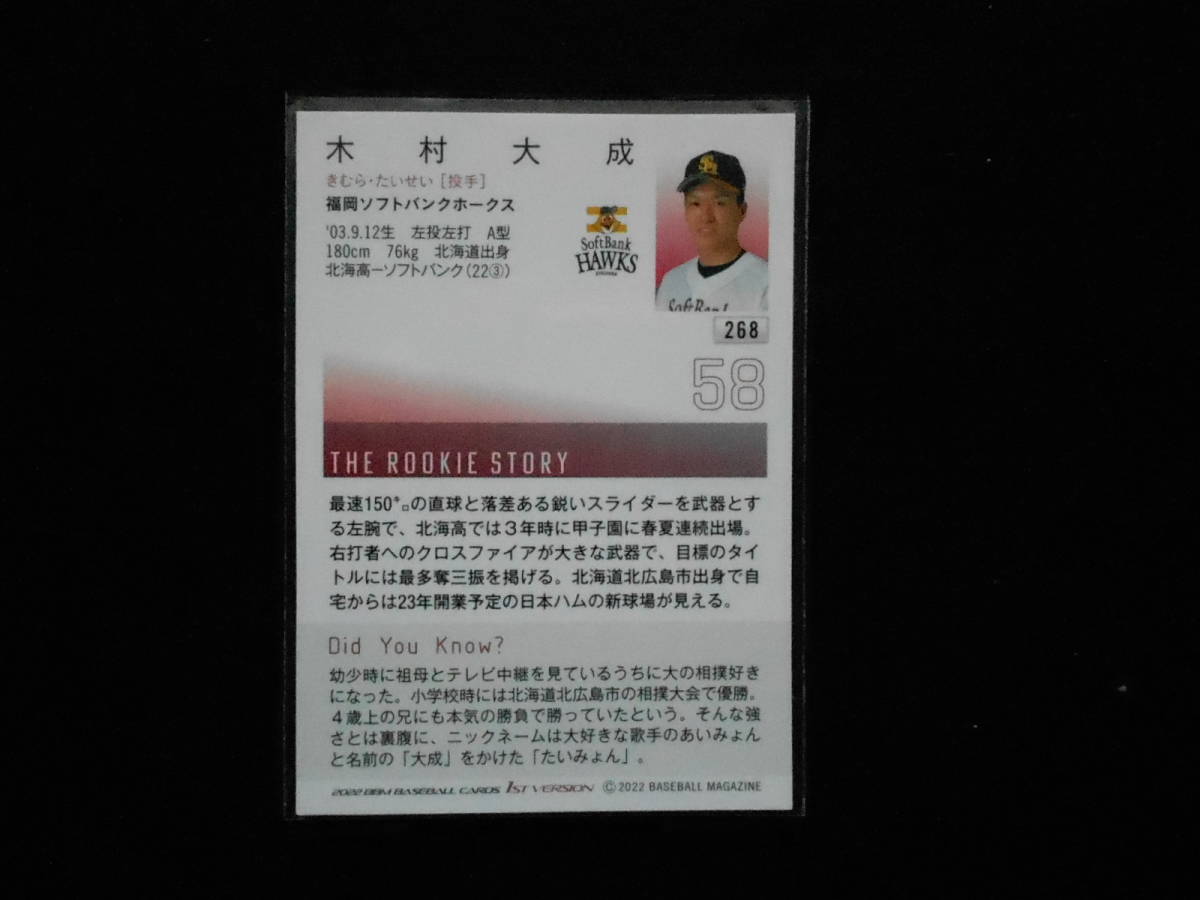 木村大成
きむら・たいせい［投手］
福岡ソフトバンクホークス
'03.9.12生 左投左打 A型
180cm 76kg 北海道出身
北海高ーソフトバンク(22③)
SoftBank
HAWKS
SoftBank
268
58
THE ROOKIE STORY
最速150㌔の直球と落差ある鋭いスライダーを武器とす
る左腕で、北海高では３年時に甲子園に春夏連続出場。
右打者へのクロスファイアが大きな武器で、目標のタイ
トルには最多奪三振を掲げる。北海道北広島市出身で自
宅からは23年開業予定の日本ハムの新球場が見える。
Did You Know?
幼少時に祖母とテレビ中継を見ているうちに大の相撲好き
になった。小学校時には北海道北広島市の相撲大会で優勝。
４歳上の兄にも本気の勝負で勝っていたという。そんな強
さとは裏腹に、ニックネームは大好きな歌手のあいみょん
と名前の「大成」をかけた「たいみょん」。
2022 BBM BASEBALL CARDS 1ST VERSION ©2022 BASEBALL MAGAZINE